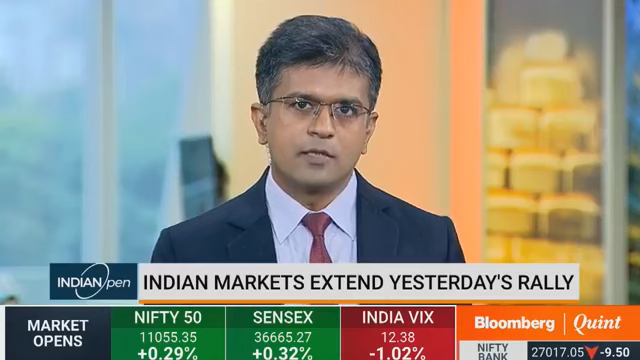 INDIAN Open
INDIAN MARKETS EXTEND YESTERDAY'S RALLY
MARKET OPENS
NIFTY 50
11055.35
+0.29%
SENSEX
36665.27
+0.32%
INDIA VIX
12.38
-1.02%
Bloomberg | Quint
NIFTY BANK
27017.05 ▼ -9.50